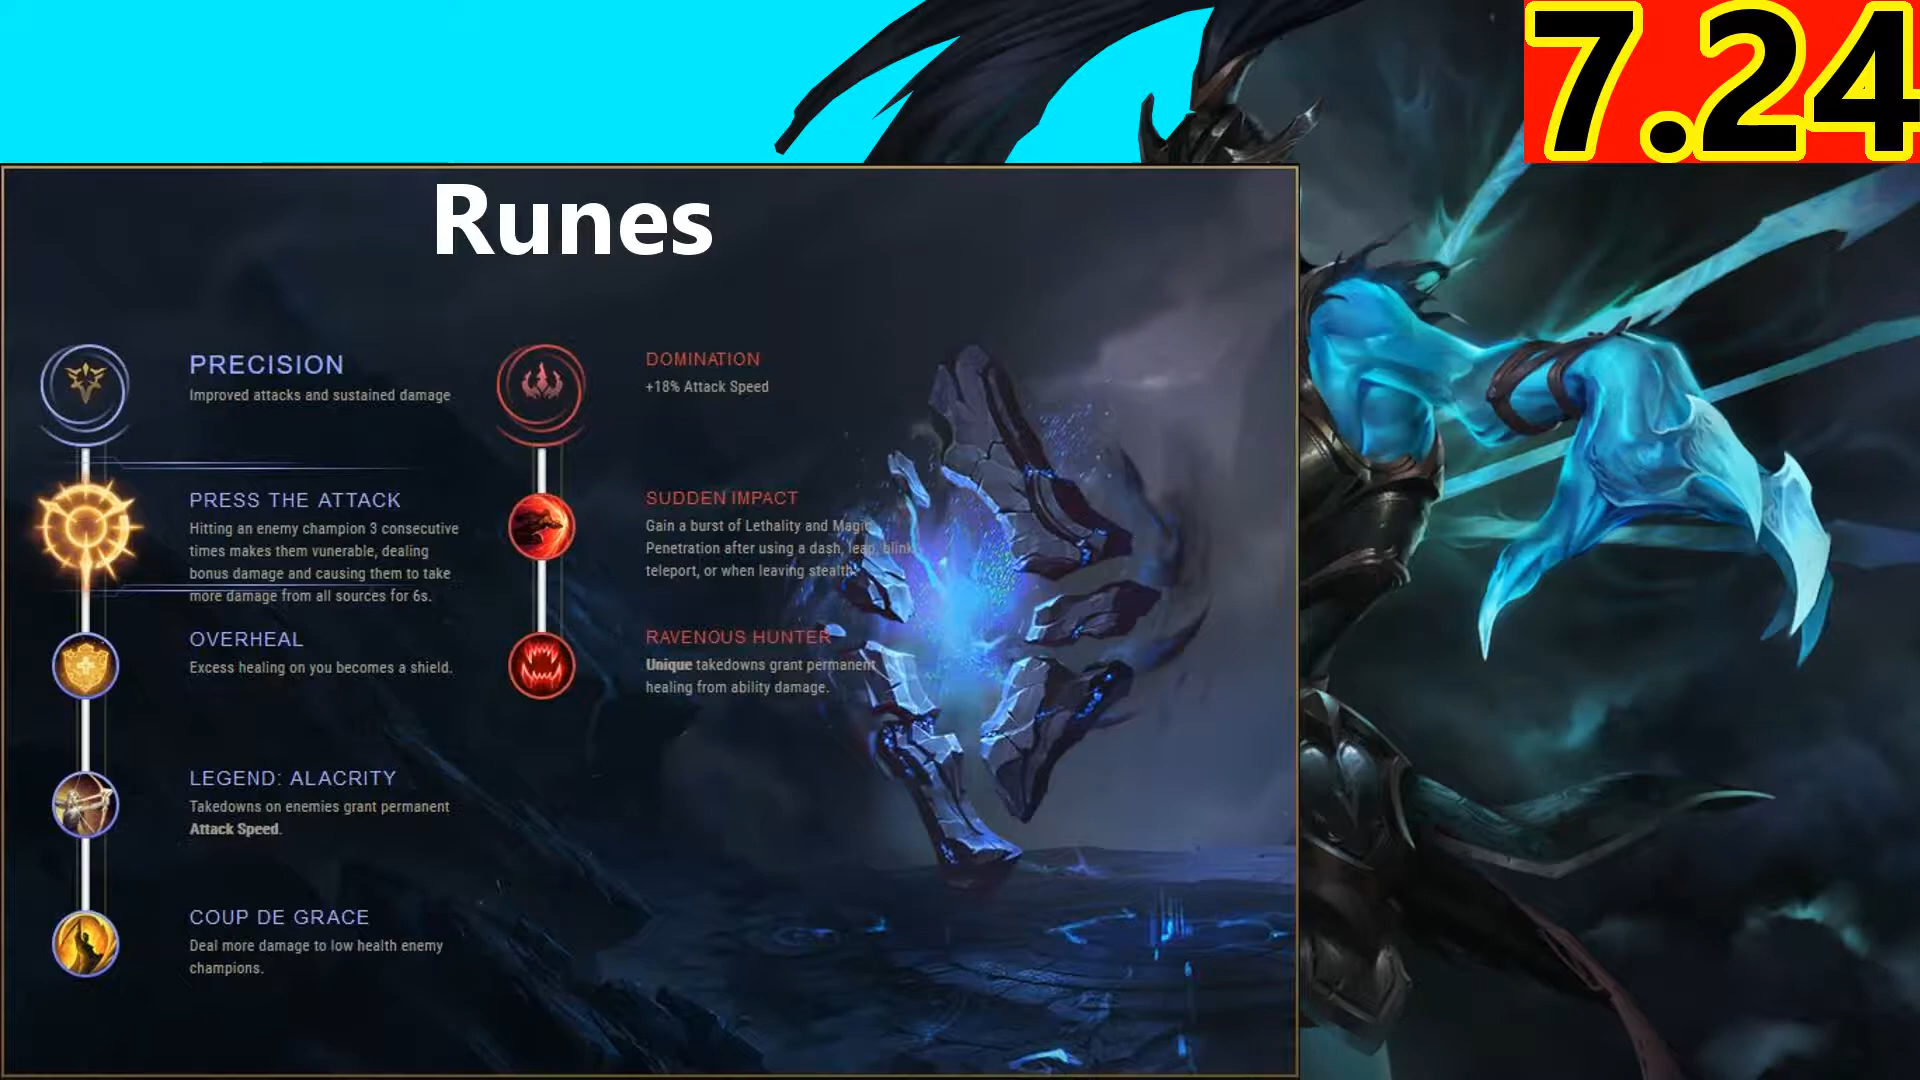 7.24
Runes
PRECISION
Improved attacks and sustained damage
PRESS THE ATTACK
Hitting an enemy champion 3 consecutive
times makes them vunerable, dealing
bonus damage and causing them to take
more damage from all sources for 6s.
OVERHEAL
Excess healing on you becomes a shield.
LEGEND: ALACRITY
Takedowns on enemies grant permanent
Attack Speed.
COUP DE GRACE
Deal more damage to low health enemy
champions.
DOMINATION
+18% Attack Speed
SUDDEN IMPACT
Gain a burst of Lethality and Magic
Penetration after using a dash, leap, blink,
teleport, or when leaving stealth.
RAVENOUS HUNTER
Unique takedowns grant permanent
healing from ability damage.